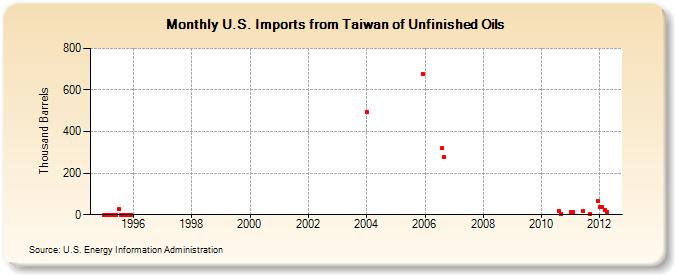 Monthly U.S. Imports from Taiwan of Unfinished Oils
Thousand Barrels
800
600
400
200
0
1996 1998 2000 2002 2004 2006 2008 2010 2012
Source: U.S. Energy Information Administration